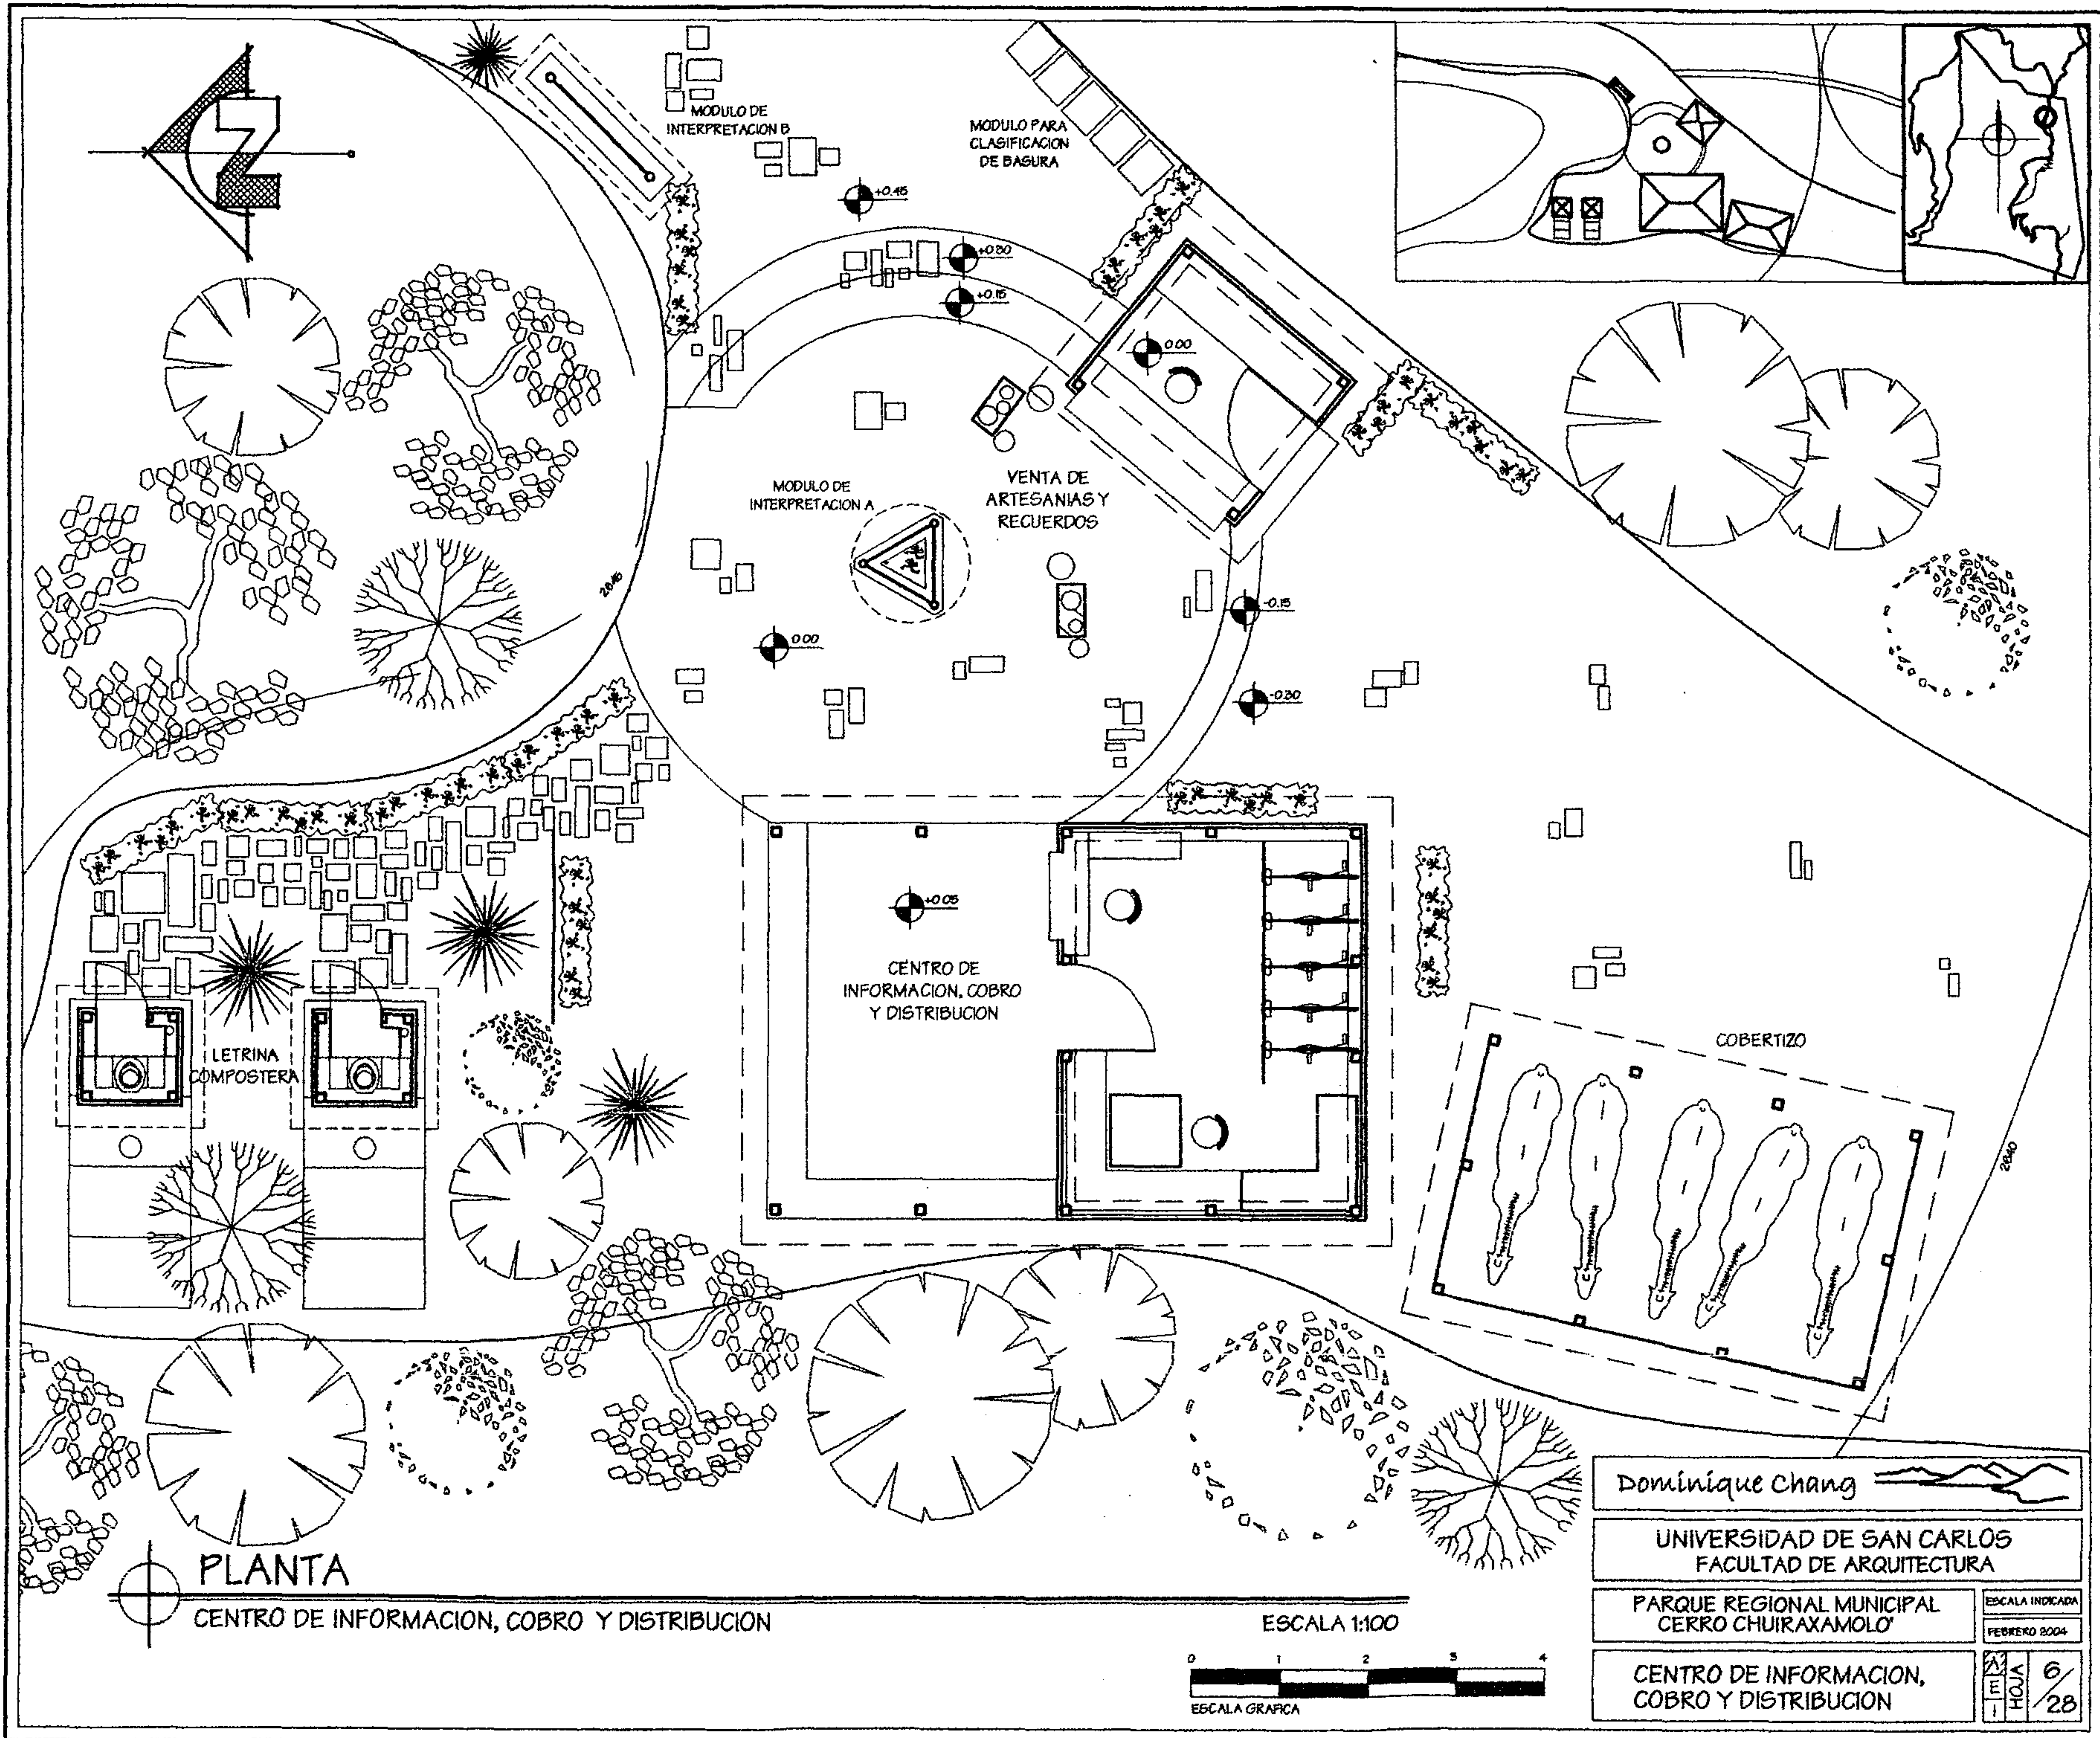 N
MODULO DE
INTERPRETACION B
MODULO PARA
CLASIFICACION
DE BASURA
+0.45
+0.30
+0.15
0.00
MODULO DE
INTERPRETACION A
VENTA DE
ARTESANIAS Y
RECUERDOS
2845
-0.15
0.00
-0.30
+0.05
CENTRO DE
INFORMACION, COBRO
Y DISTRIBUCION
LETRINA
COMPOSTERA
COBERTIZO
2840
PLANTA
CENTRO DE INFORMACION, COBRO Y DISTRIBUCION
ESCALA 1:100
0 1 2 3 4
ESCALA GRAFICA
Dominique Chang
UNIVERSIDAD DE SAN CARLOS
FACULTAD DE ARQUITECTURA
PARQUE REGIONAL MUNICIPAL
CERRO CHUIRAXAMOLO'
ESCALA INDICADA
FEBRERO 2004
CENTRO DE INFORMACION,
COBRO Y DISTRIBUCION
HOJA
6/28